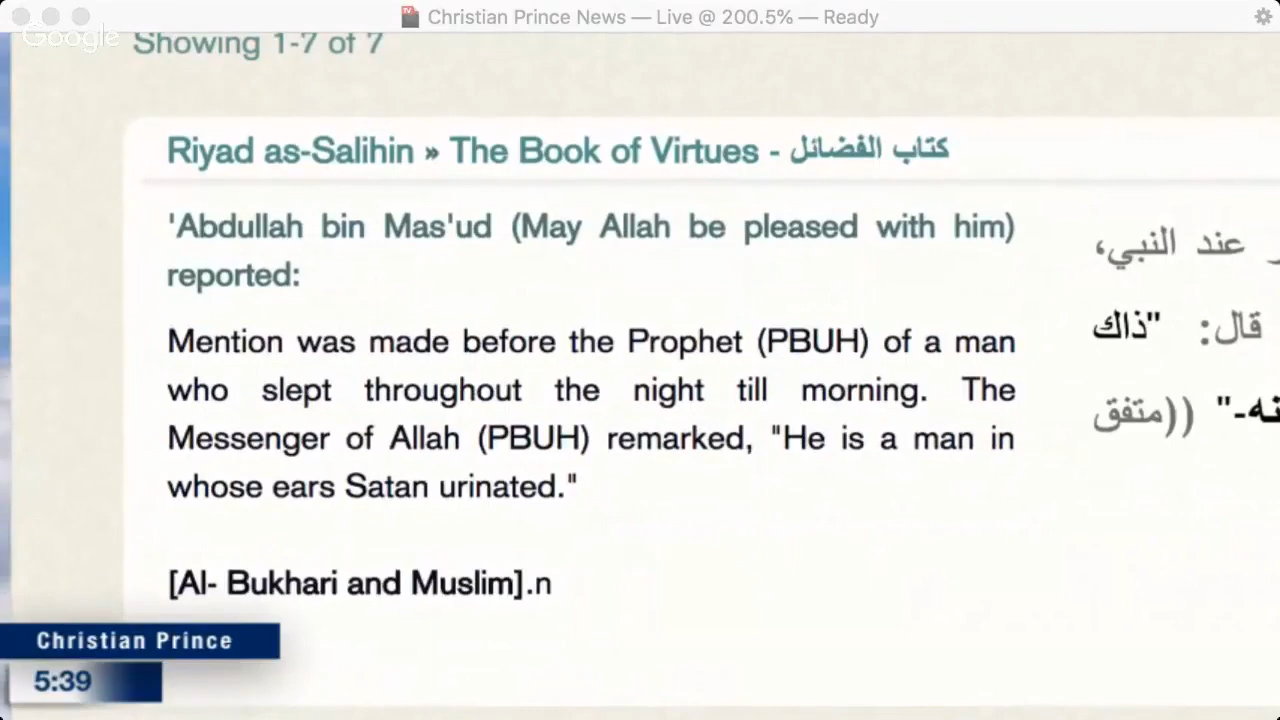 Christian Prince News — Live @ 200.5% — Ready
Google
Showing 1-7 of 7
Riyad as-Salihin » The Book of Virtues - كتاب الفضائل
'Abdullah bin Mas'ud (May Allah be pleased with him)
reported:
Mention was made before the Prophet (PBUH) of a man
who slept throughout the night till morning. The
Messenger of Allah (PBUH) remarked, "He is a man in
whose ears Satan urinated."
[Al- Bukhari and Muslim].n
عند النبي،
قال: "ذاك
نه-" ((متفق
Christian Prince
5:39